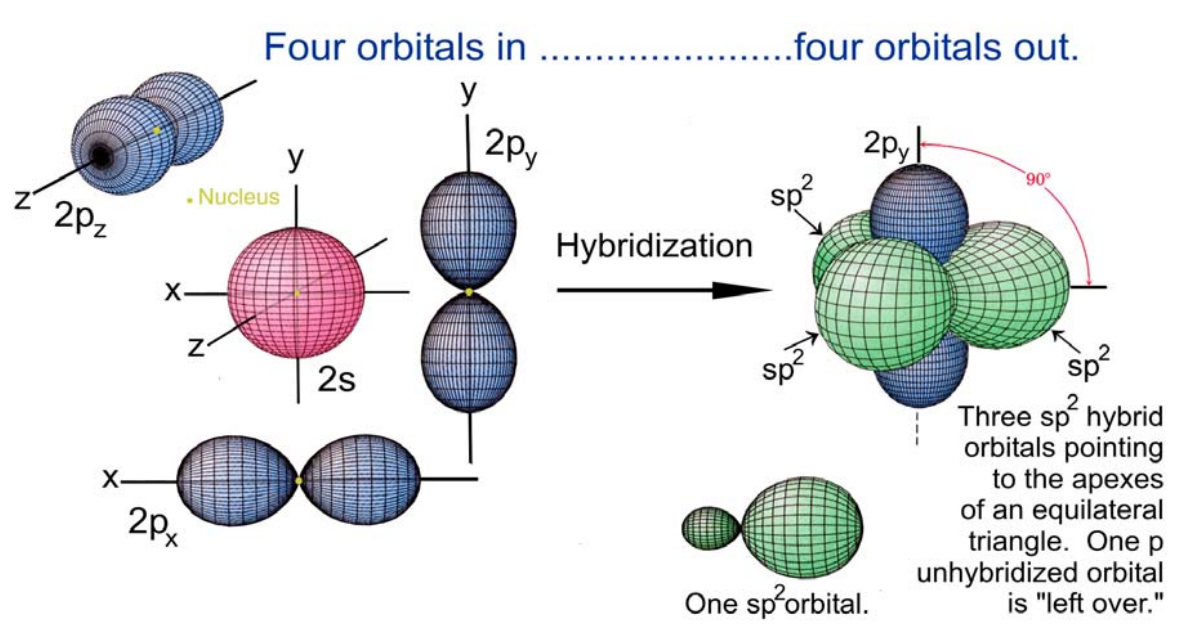 Four orbitals in ......................four orbitals out.
y
2py
z
2pz
Nucleus
y
x
z
2s
x
2px
Hybridization
2py
90°
sp2
sp2
sp2
One sp2orbital.
Three sp2 hybrid
orbitals pointing
to the apexes
of an equilateral
triangle. One p
unhybridized orbital
is "left over."